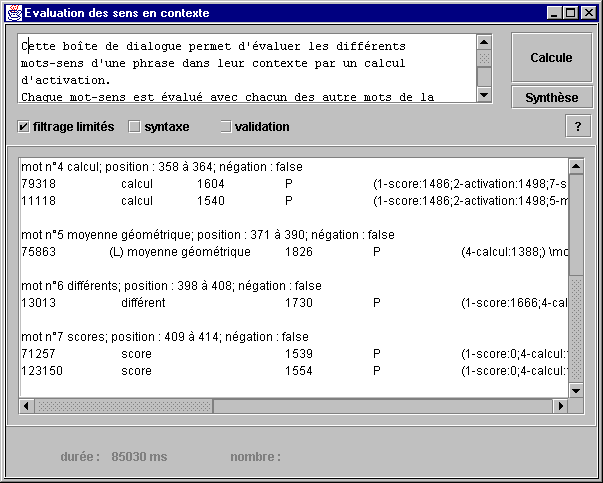 Evaluation des sens en contexte
Cette boîte de dialogue permet d'évaluer les différents
mots-sens d'une phrase dans leur contexte par un calcul
d'activation.
Chaque mot-sens est évalué avec chacun des autre mots de la
Calcule
Synthèse
filtrage limités syntaxe validation ?
mot n°4 calcul; position : 358 à 364; négation : false
79318 calcul 1604 P (1-score:1486;2-activation:1498;7-s
11118 calcul 1540 P (1-score:1486;2-activation:1498;5-m
mot n°5 moyenne géométrique; position : 371 à 390; négation : false
75863 (L) moyenne géométrique 1826 P (4-calcul:1388;) \mo
mot n°6 différents; position : 398 à 408; négation : false
13013 différent 1730 P (1-score:1666;4-cal
mot n°7 scores; position : 409 à 414; négation : false
71257 score 1539 P (1-score:0;4-calcul:
123150 score 1554 P (1-score:0;4-calcul:
durée : 85030 ms nombre :